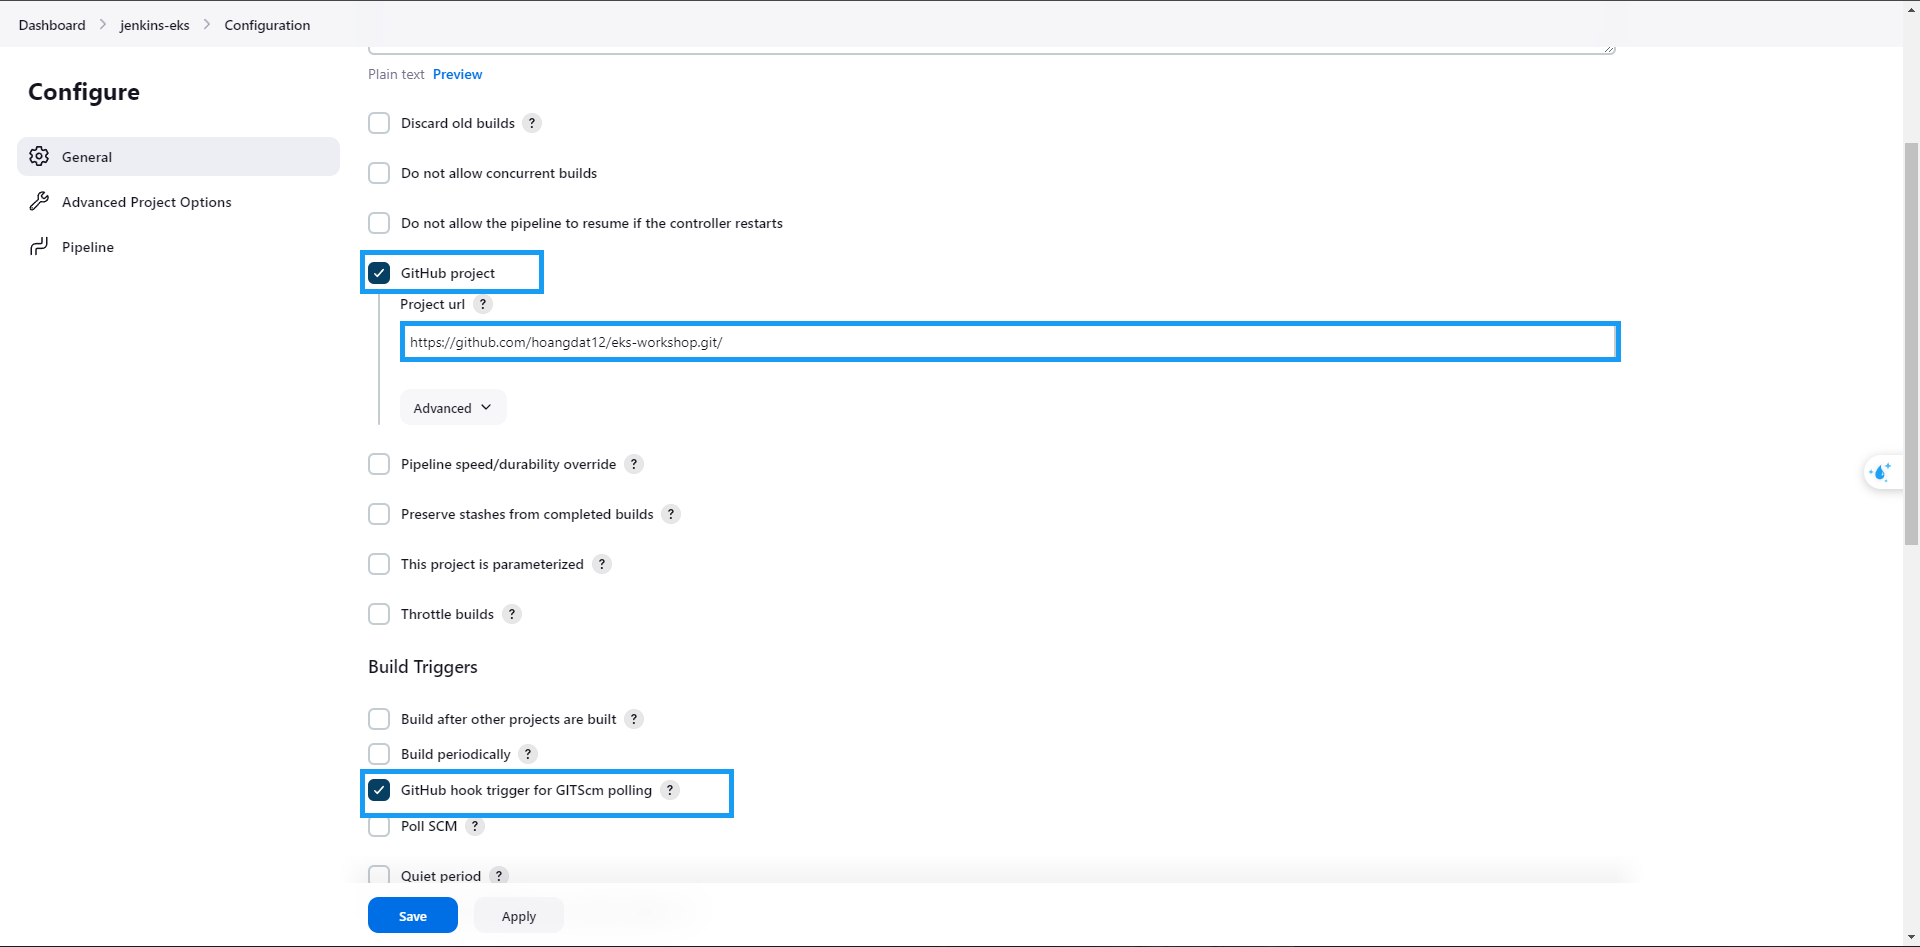 Dashboard > jenkins-eks > Configuration
Configure
General
Advanced Project Options
Pipeline
Plain text Preview
Discard old builds ?
Do not allow concurrent builds
Do not allow the pipeline to resume if the controller restarts
GitHub project
Project url ?
https://github.com/hoangdat12/eks-workshop.git/
Advanced
Pipeline speed/durability override ?
Preserve stashes from completed builds ?
This project is parameterized ?
Throttle builds ?
Build Triggers
Build after other projects are built ?
Build periodically ?
GitHub hook trigger for GITScm polling ?
Poll SCM ?
Quiet period ?
Save Apply